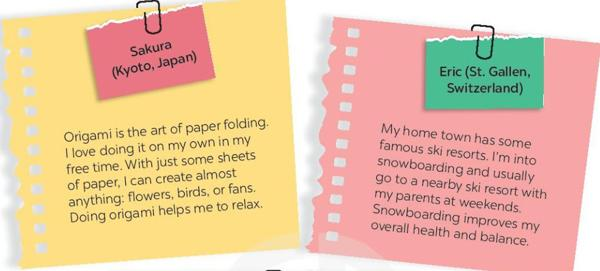 Sakura
(Kyoto, Japan)
Origami is the art of paper folding.
I love doing it on my own in my
free time. With just some sheets
of paper, I can create almost
anything: flowers, birds, or fans.
Doing origami helps me to relax.
Eric (St. Gallen,
Switzerland)
My home town has some
famous ski resorts. I'm into
snowboarding and usually
go to a nearby ski resort with
my parents at weekends.
Snowboarding improves my
overall health and balance.